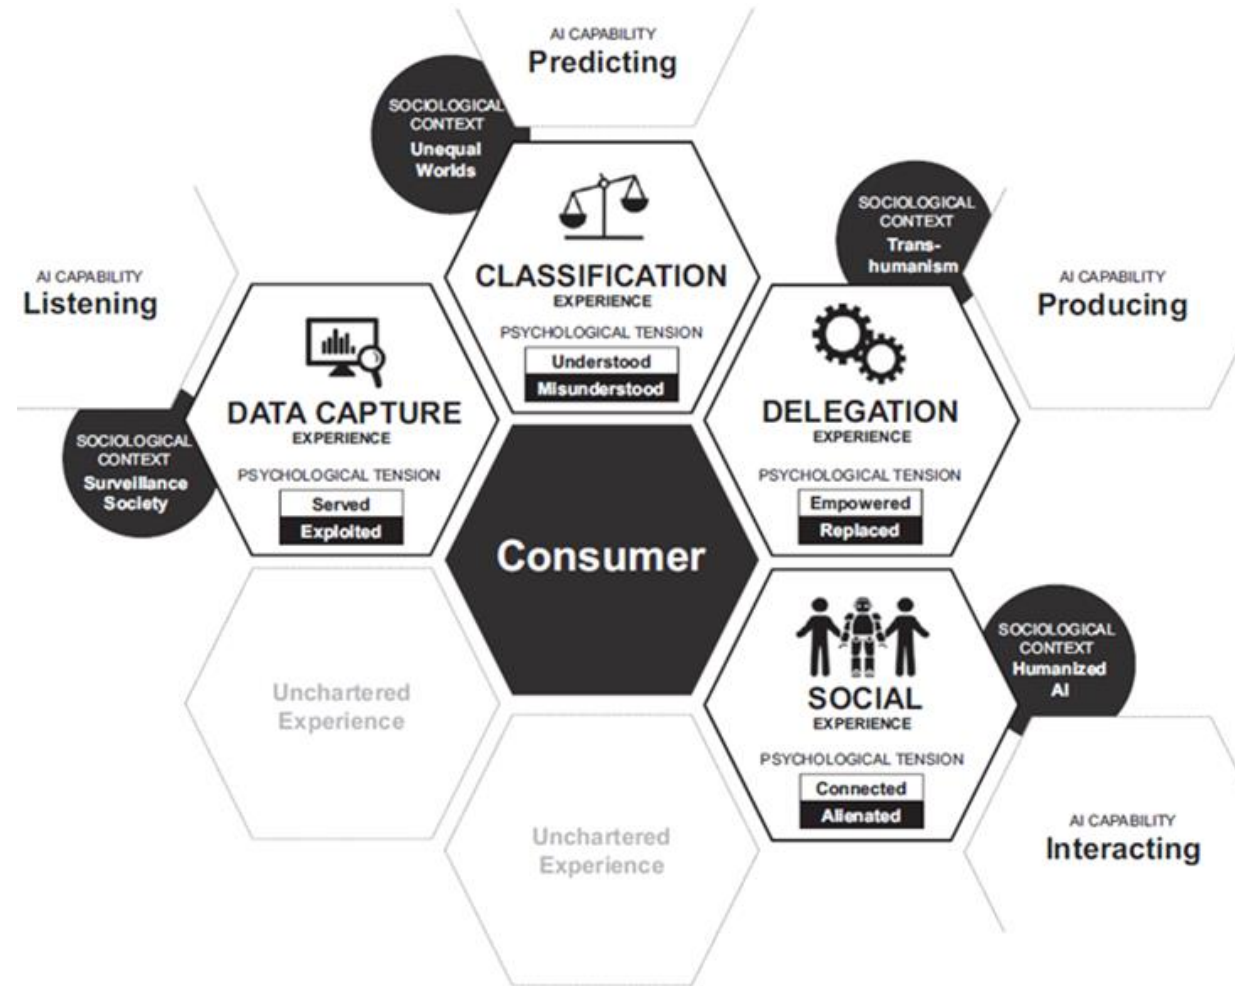 AI CAPABILITY
Predicting
SOCIOLOGICAL
CONTEXT
Unequal
Worlds
CLASSIFICATION
EXPERIENCE
PSYCHOLOGICAL TENSION
Understood
Misunderstood
AI CAPABILITY
Listening
SOCIOLOGICAL
CONTEXT
Surveillance
Society
DATA CAPTURE
EXPERIENCE
PSYCHOLOGICAL TENSION
Served
Exploited
SOCIOLOGICAL
CONTEXT
Trans-
humanism
AI CAPABILITY
Producing
DELEGATION
EXPERIENCE
PSYCHOLOGICAL TENSION
Empowered
Replaced
Consumer
SOCIOLOGICAL
CONTEXT
Humanized
AI
SOCIAL
EXPERIENCE
PSYCHOLOGICAL TENSION
Connected
Alienated
AI CAPABILITY
Interacting
Unchartered
Experience
Unchartered
Experience